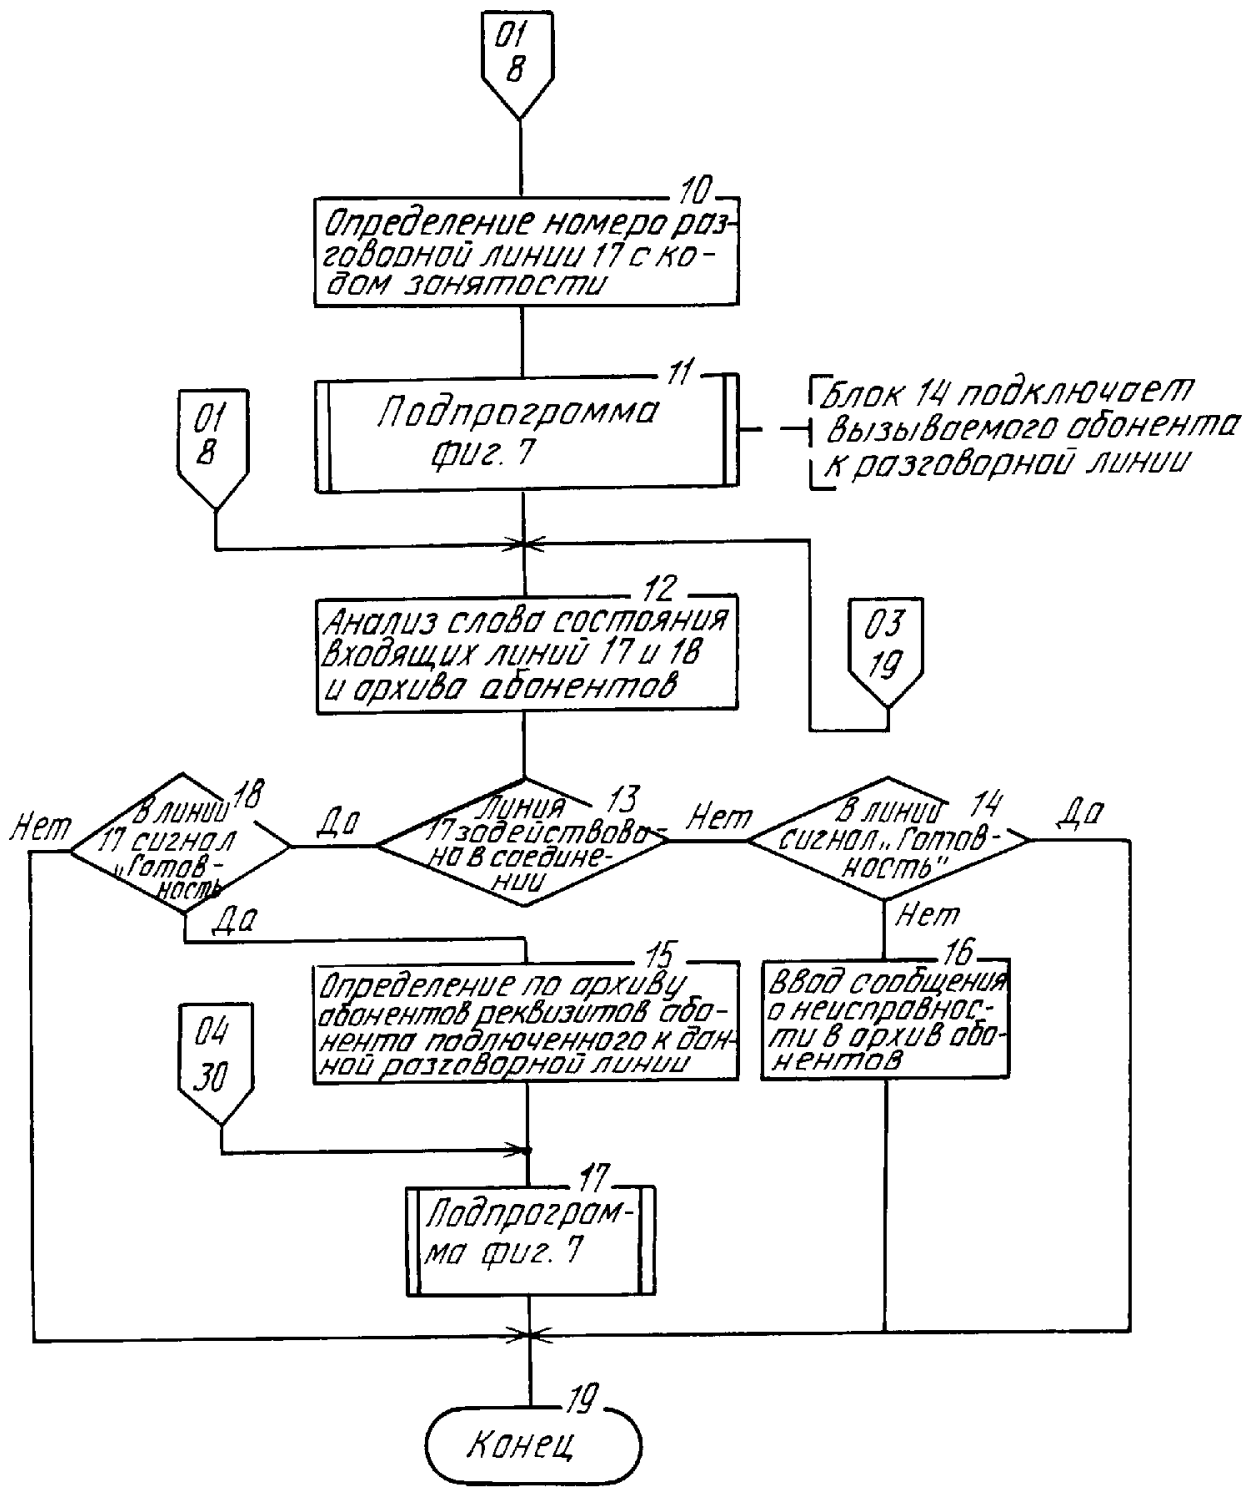 01
8
10
Определение номера раз-
говорной линии 17 с ко-
дом занятости
11
Подпрограмма
фиг. 7
Блок 14 подключает
вызываемого абонента
к разговорной линии
01
8
12
Анализ слова состояния
входящих линий 17 и 18
и архива абонентов
03
19
Нет
18
В линии
17 сигнал
„Готов-
ность
Да
13
Линия
17 задействова-
на в соедине-
нии
Нет
14
В линии
сигнал „Готов-
ность"
Да
Да
Нет
15
Определение по архиву
абонентов реквизитов або-
нента подлюченного к дан-
ной разговорной линии
16
Ввод сообщения
о неисправнос-
ти в архив або-
нентов
04
30
17
Подпрограм-
ма фиг. 7
19
Конец